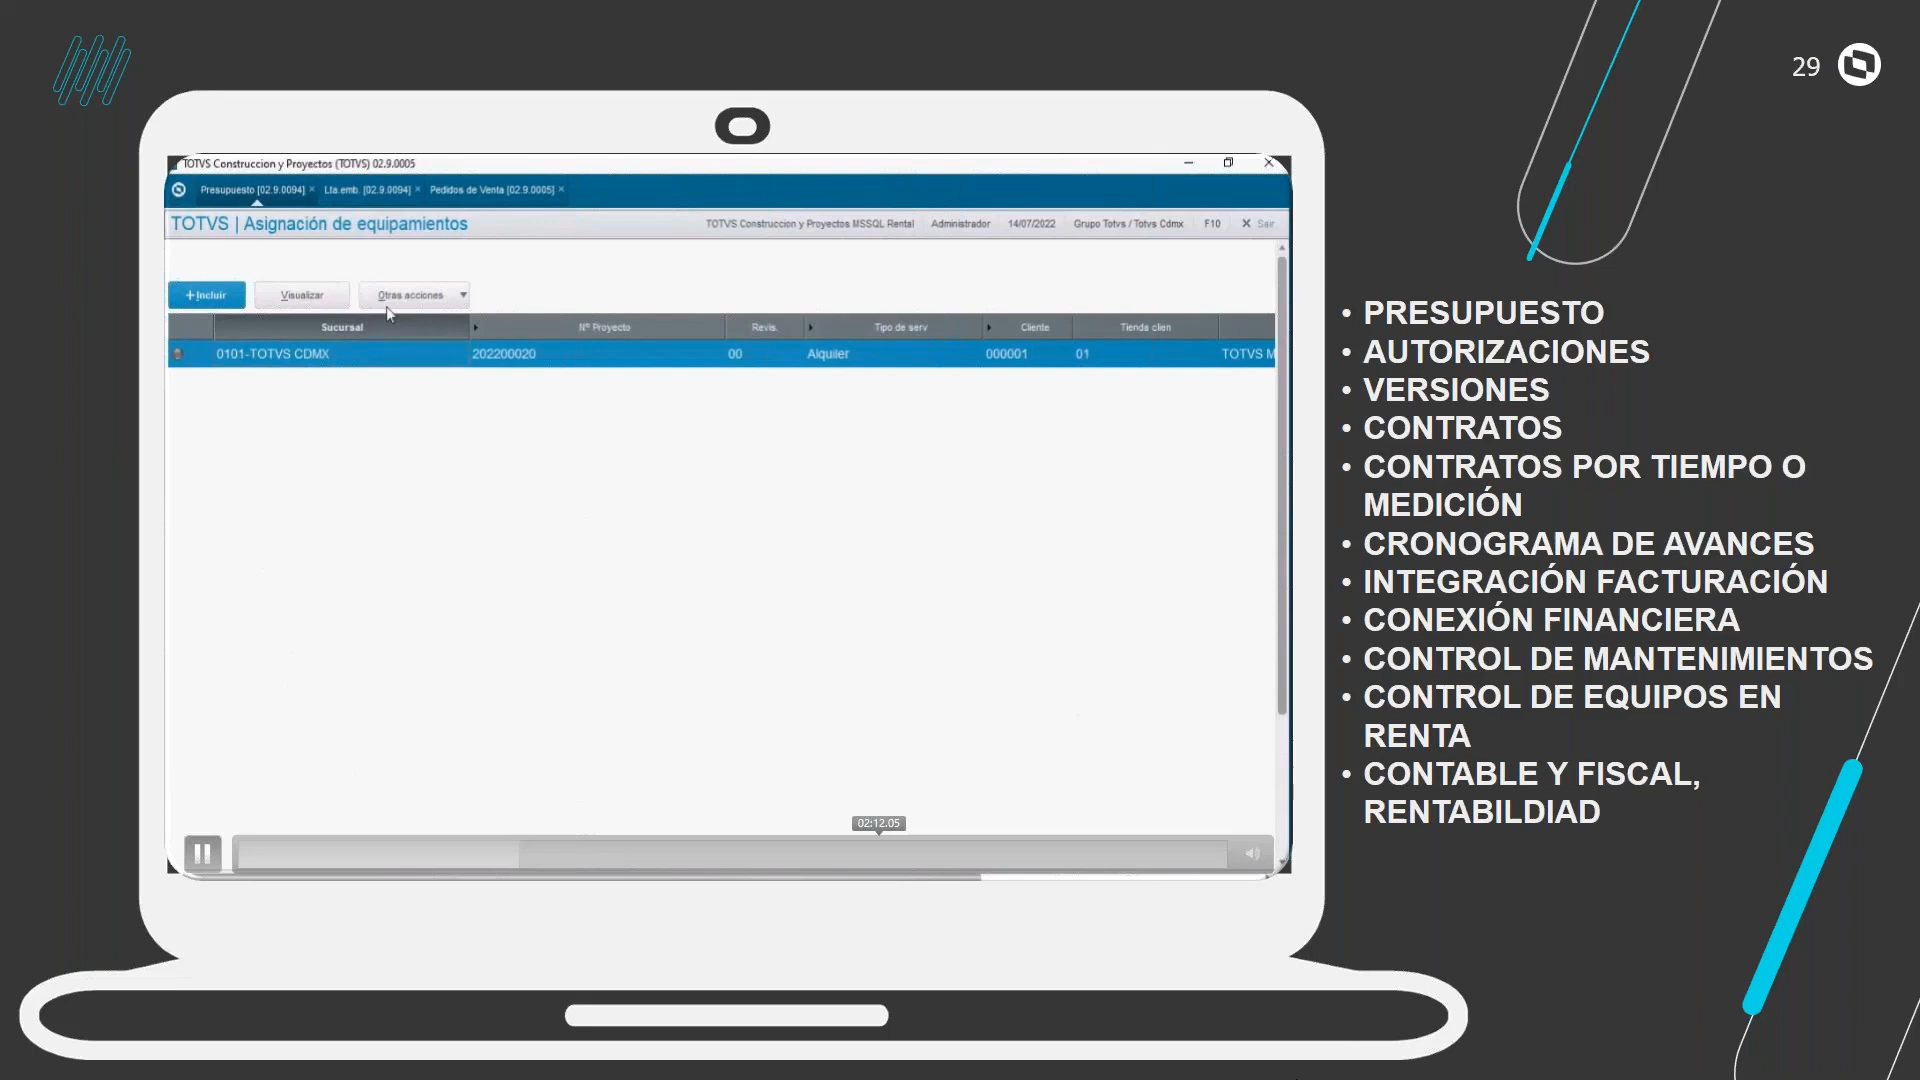 29
TOTVS Construccion y Proyectos (TOTVS) 02.9.0005
Presupuesto [02.9.0094] × Lta.emb. [02.9.0094] × Pedidos de Venta [02.9.0005] ×
TOTVS | Asignación de equipamientos TOTVS Construccion y Proyectos MSSQL Rental Administrador 14/07/2022 Grupo Totvs / Totvs Cdmx F10 X Sair
+Incluir Visualizar Otras acciones
Sucursal Nº Proyecto Revis. Tipo de serv Cliente Tienda clien
0101-TOTVS CDMX 202200020 00 Alquiler 000001 01 TOTVS M
02:12.05
• PRESUPUESTO
• AUTORIZACIONES
• VERSIONES
• CONTRATOS
• CONTRATOS POR TIEMPO O
MEDICIÓN
• CRONOGRAMA DE AVANCES
• INTEGRACIÓN FACTURACIÓN
• CONEXIÓN FINANCIERA
• CONTROL DE MANTENIMIENTOS
• CONTROL DE EQUIPOS EN
RENTA
• CONTABLE Y FISCAL,
RENTABILDIAD